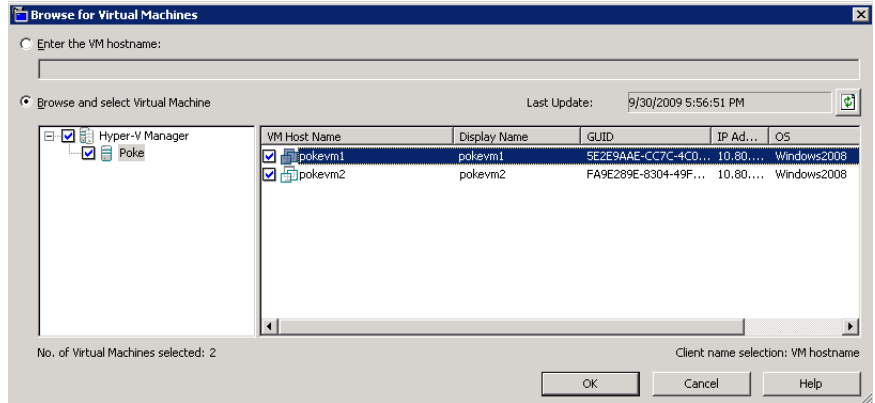 Browse for Virtual Machines
Enter the VM hostname:
Browse and select Virtual Machine
Last Update:
9/30/2009 5:56:51 PM
Hyper-V Manager
Poke
VM Host Name Display Name GUID IP Ad... OS
pokevm1 pokevm1 5E2E9AAE-CC7C-4C0... 10.80.... Windows2008
pokevm2 pokevm2 FA9E289E-8304-49F... 10.80.... Windows2008
No. of Virtual Machines selected: 2
Client name selection: VM hostname
OK Cancel Help